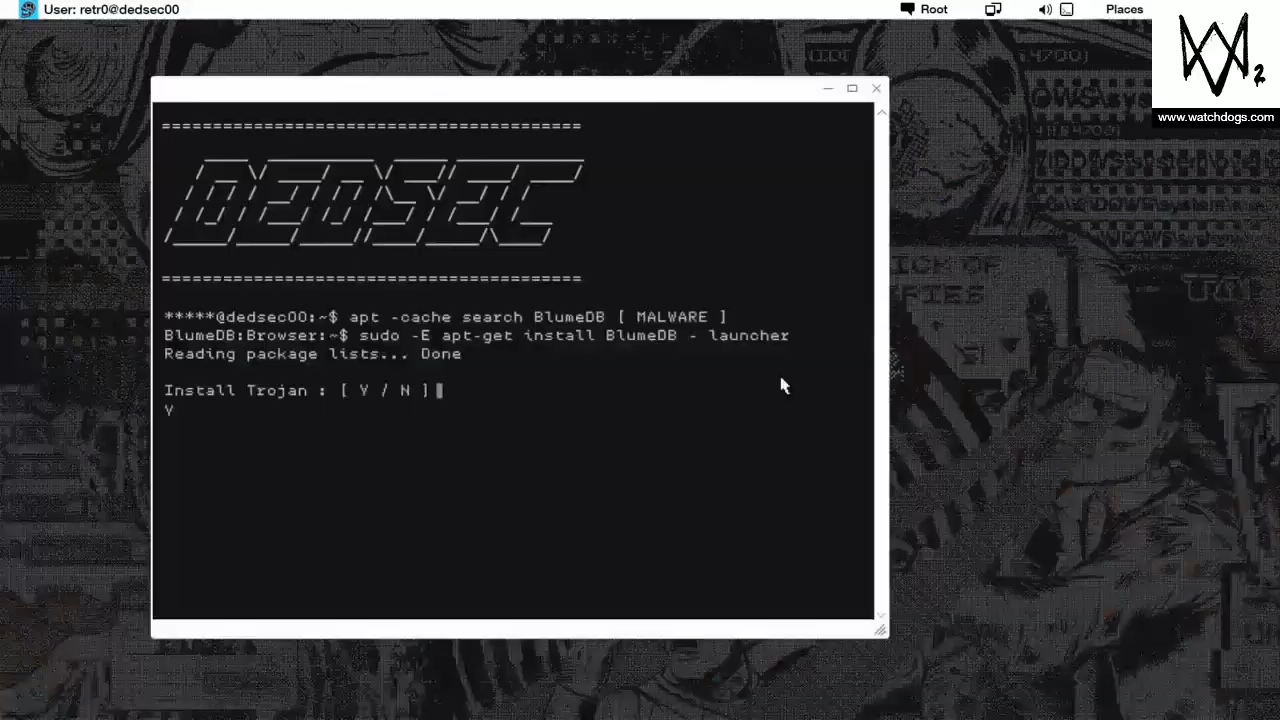 User: retr0@dedsec00
Root
Places
2
www.watchdogs.com
=========================================
DEDSEC
=========================================
*****@dedsec00:~$ apt -cache search BlumeDB [ MALWARE ]
BlumeDB:Browser:~$ sudo -E apt-get install BlumeDB - launcher
Reading package lists... Done
Install Trojan : [ Y / N ]
Y